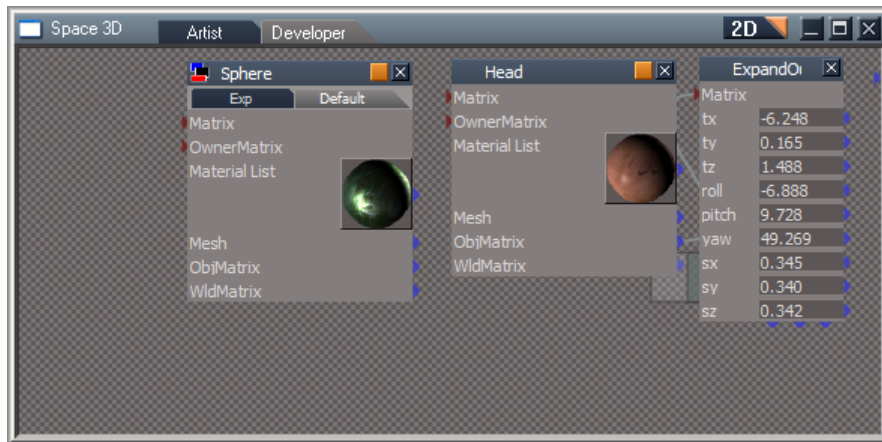 Space 3D
Artist
Developer
2D
Sphere
Exp
Default
Matrix
OwnerMatrix
Material List
Mesh
ObjMatrix
WldMatrix
Head
Matrix
OwnerMatrix
Material List
Mesh
ObjMatrix
WldMatrix
Matrix
tx -6.248
ty 0.165
tz 1.488
roll -6.888
pitch 9.728
yaw 49.269
sx 0.345
sy 0.340
sz 0.342